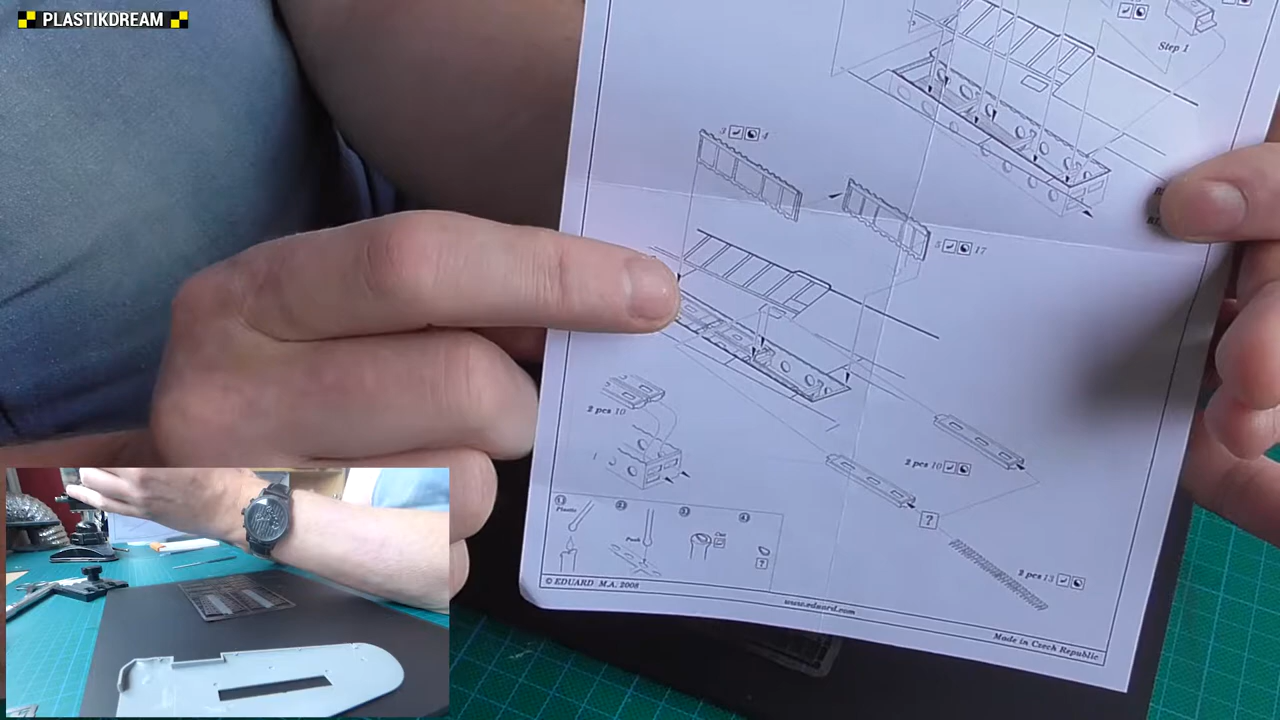 PLASTIKDREAM
Step 1
3 4
5 17
2 pcs 10
2 pcs 10
?
2 pcs 13
Plastic
Push
Cut
?
© EDUARD M.A. 2008
www.eduard.com
Made in Czech Republic